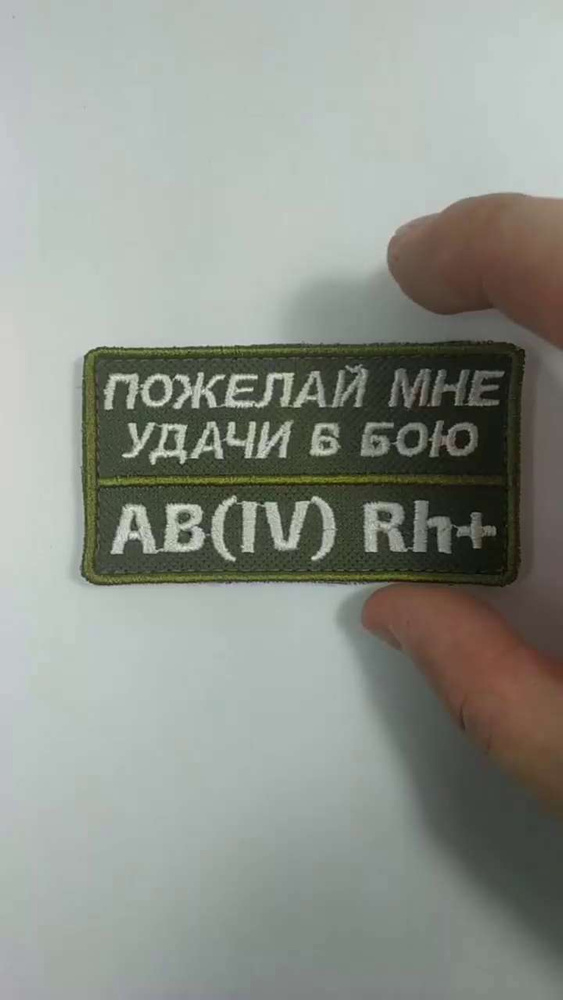 ПОЖЕЛАЙ МНЕ
УДАЧИ В БОЮ
AB(IV) Rh+